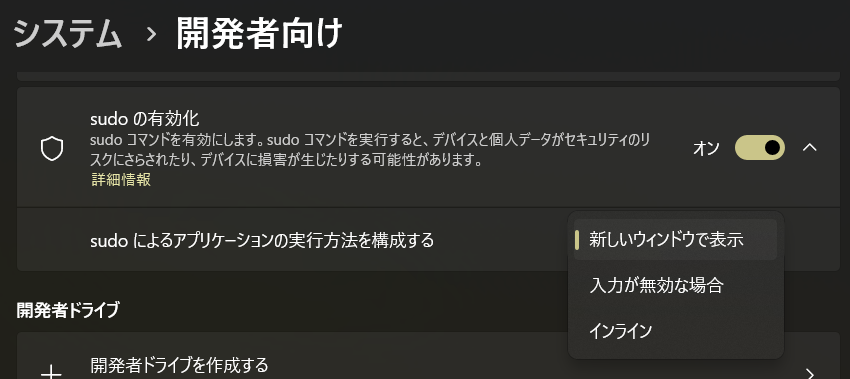 システム › 開発者向け
sudo の有効化
sudo コマンドを有効にします。sudo コマンドを実行すると、デバイスと個人データがセキュリティのリ
スクにさらされたり、デバイスに損害が生じたりする可能性があります。
詳細情報
オン
sudo によるアプリケーションの実行方法を構成する
新しいウィンドウで表示
入力が無効な場合
インライン
開発者ドライブ
開発者ドライブを作成する